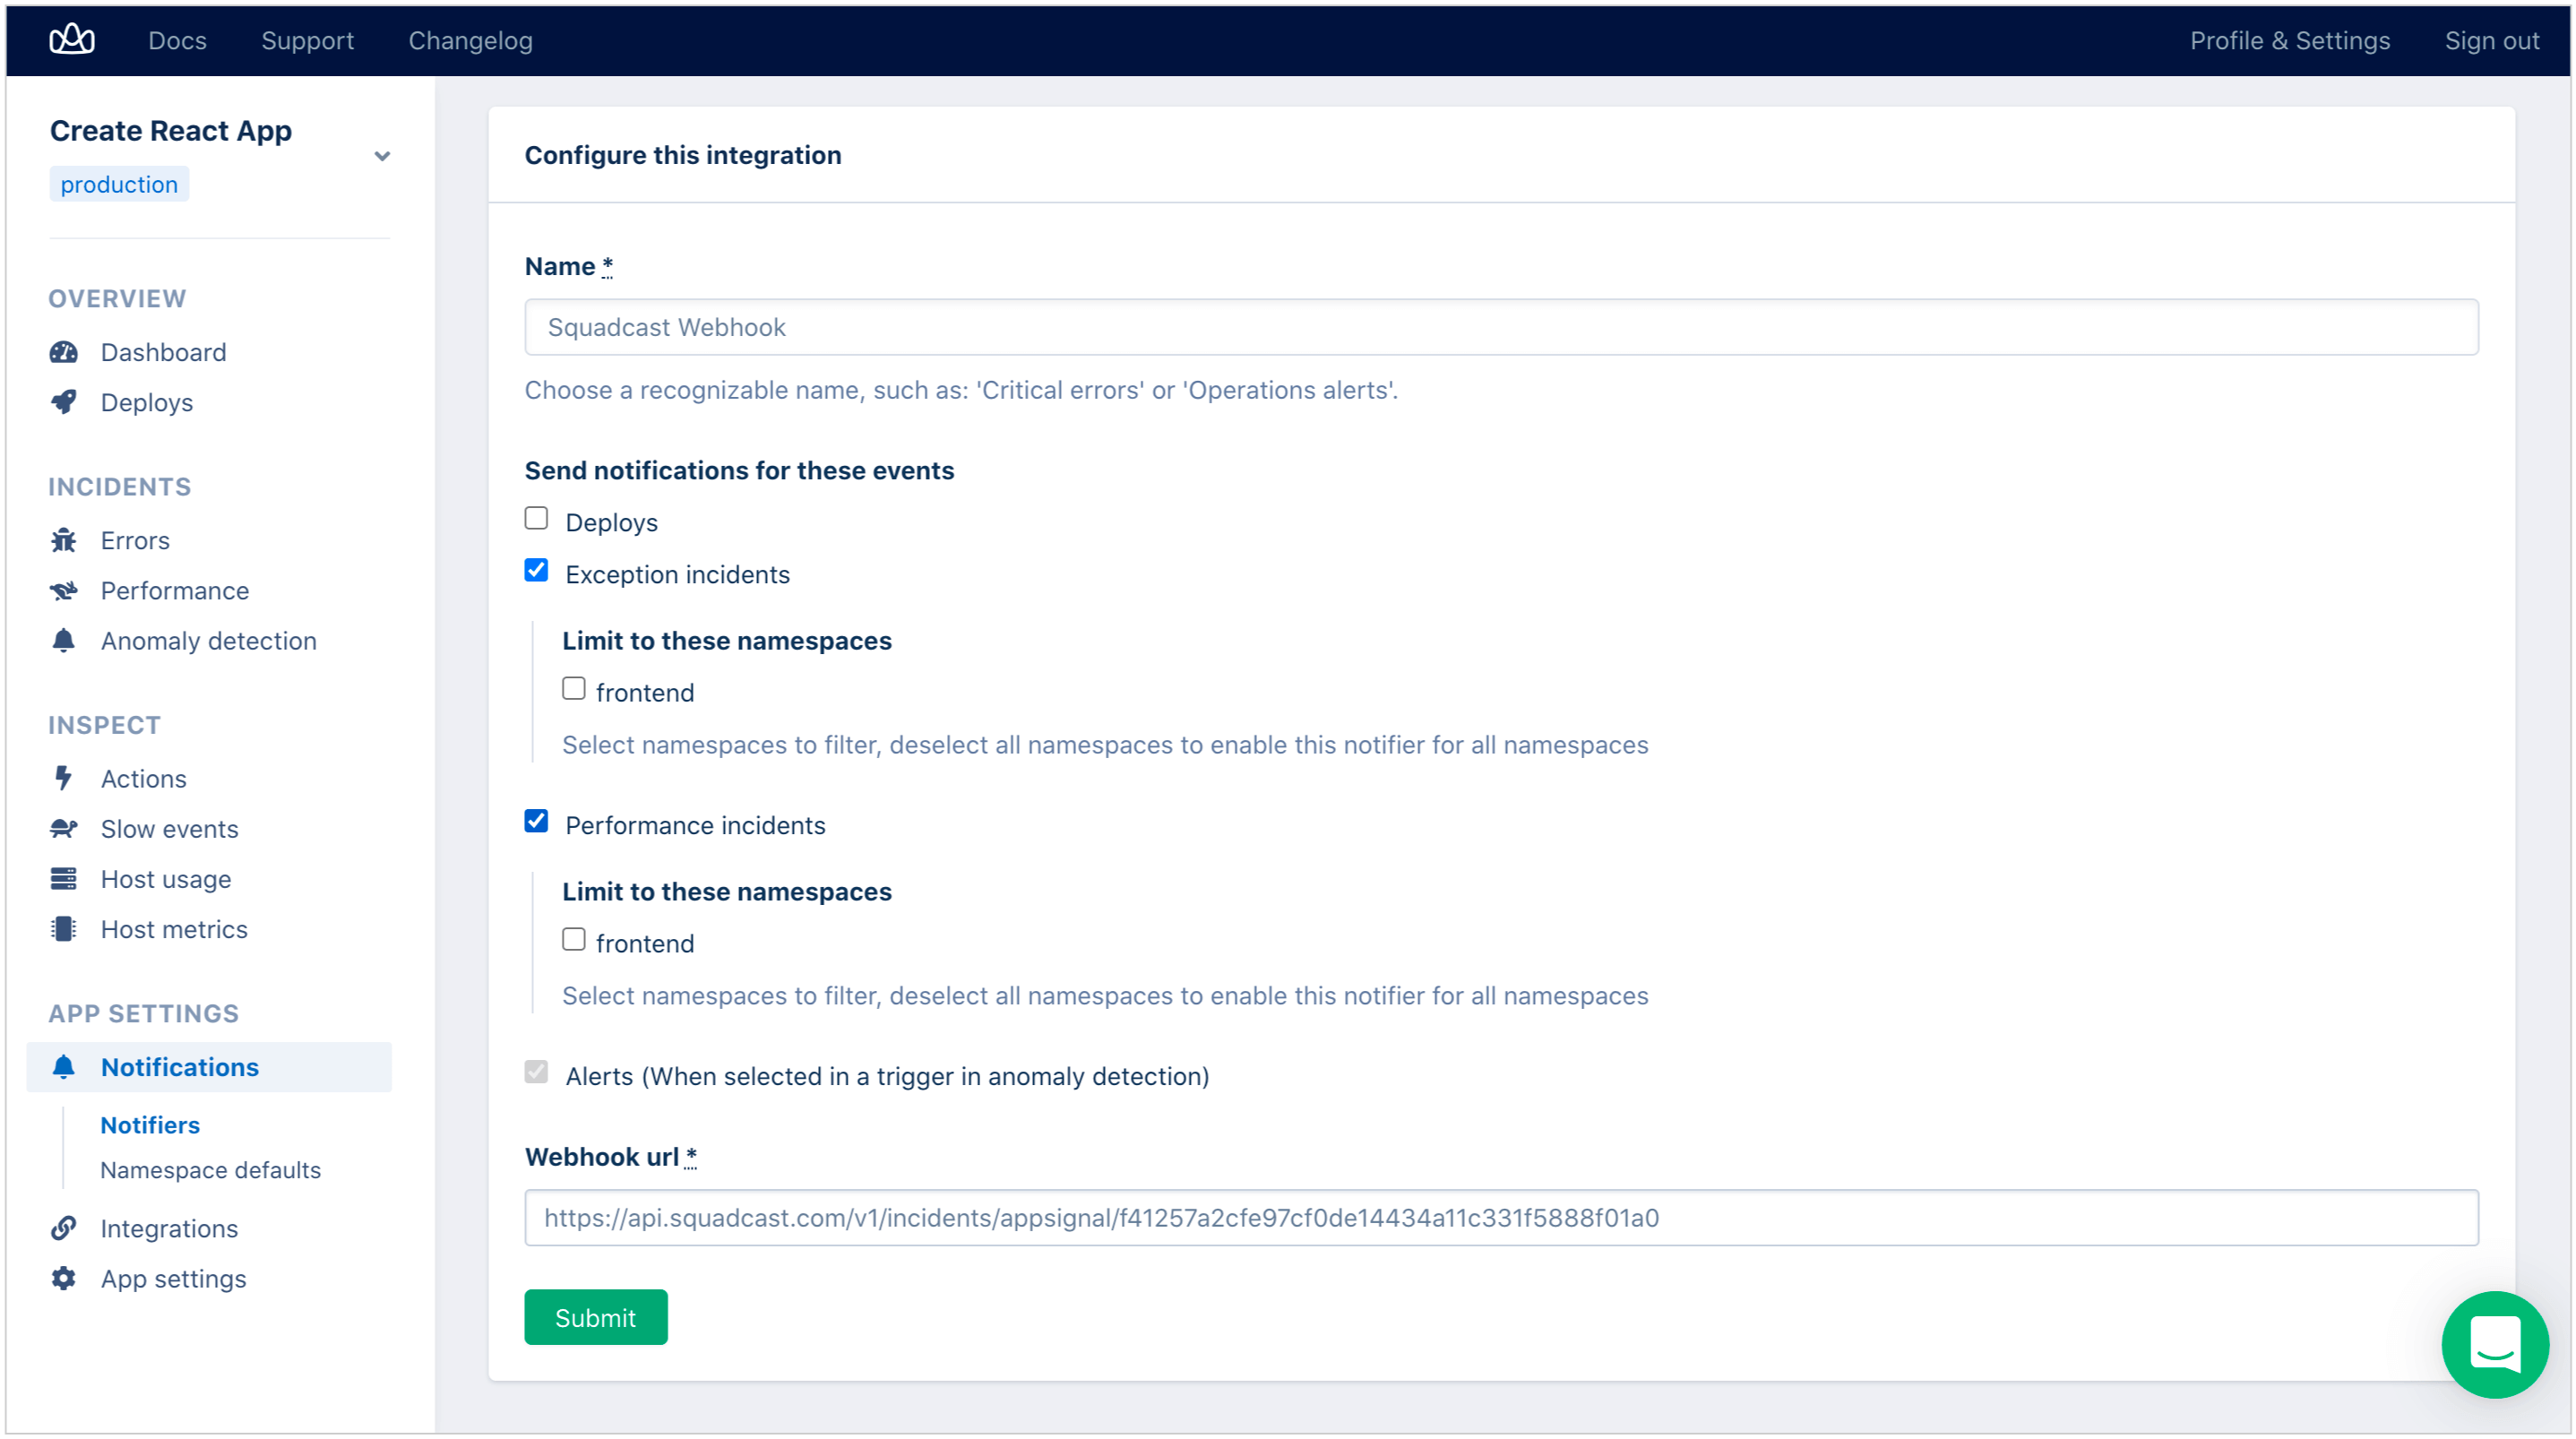 Docs Support Changelog Profile & Settings Sign out
Create React App
production
OVERVIEW
Dashboard
Deploys
INCIDENTS
Errors
Performance
Anomaly detection
INSPECT
Actions
Slow events
Host usage
Host metrics
APP SETTINGS
Notifications
Notifiers
Namespace defaults
Integrations
App settings
Configure this integration
Name *
Squadcast Webhook
Choose a recognizable name, such as: 'Critical errors' or 'Operations alerts'.
Send notifications for these events
Deploys
Exception incidents
Limit to these namespaces
frontend
Select namespaces to filter, deselect all namespaces to enable this notifier for all namespaces
Performance incidents
Limit to these namespaces
frontend
Select namespaces to filter, deselect all namespaces to enable this notifier for all namespaces
Alerts (When selected in a trigger in anomaly detection)
Webhook url *
https://api.squadcast.com/v1/incidents/appsignal/f41257a2cfe97cf0de14434a11c331f5888f01a0
Submit